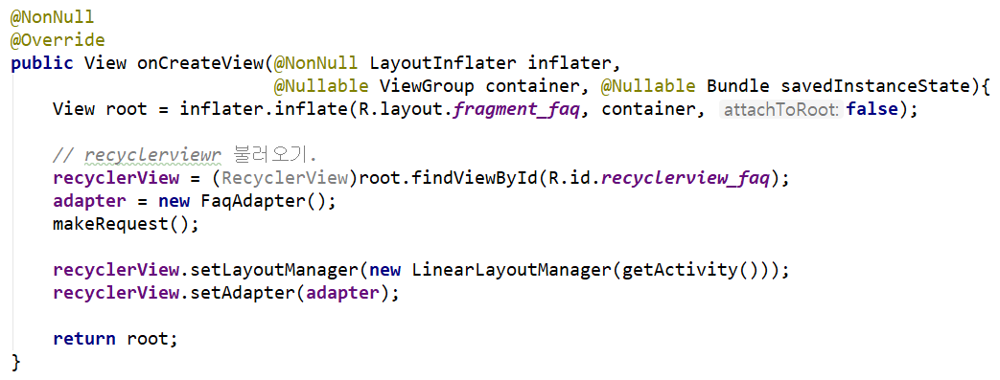 @NonNull
@Override
public View onCreateView(@NonNull LayoutInflater inflater,
@Nullable ViewGroup container, @Nullable Bundle savedInstanceState){
View root = inflater.inflate(R.layout.fragment_faq, container, attachToRoot: false);
// recyclerviewr 불러오기.
recyclerView = (RecyclerView)root.findViewById(R.id.recyclerview_faq);
adapter = new FaqAdapter();
makeRequest();
recyclerView.setLayoutManager(new LinearLayoutManager(getActivity()));
recyclerView.setAdapter(adapter);
return root;
}